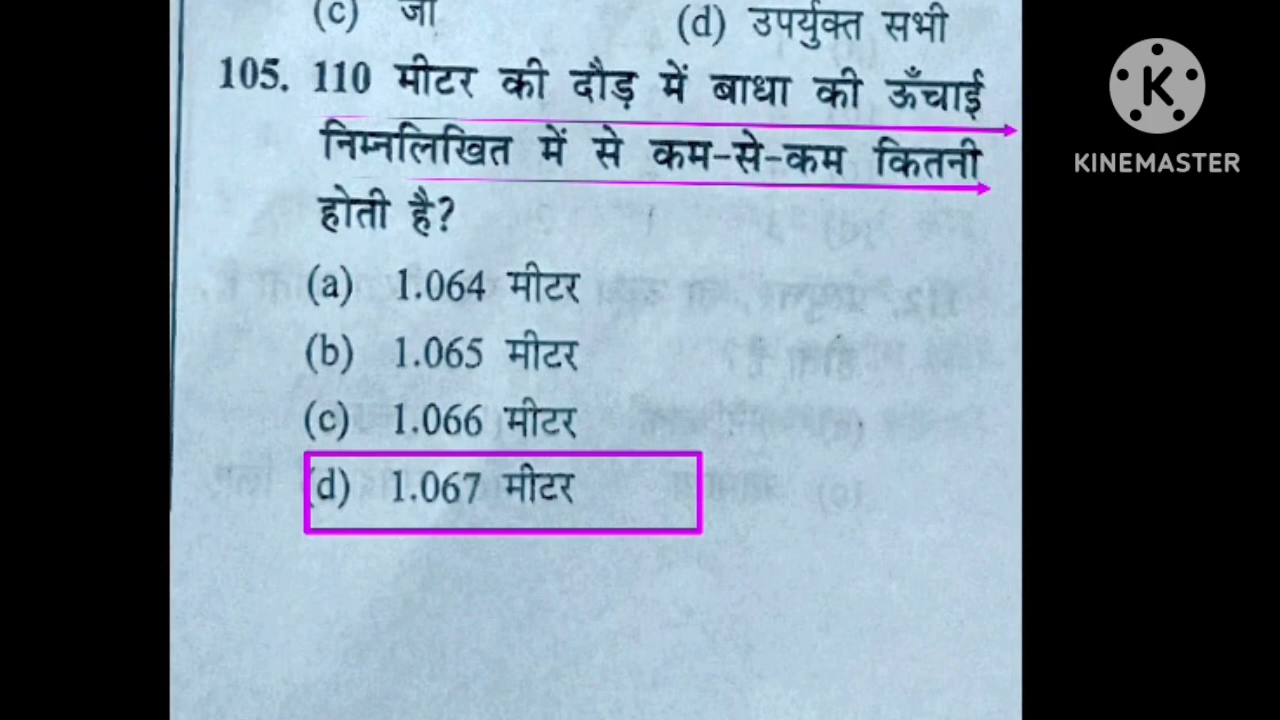 (c) जौ (d) उपर्युक्त सभी
105. 110 मीटर की दौड़ में बाधा की ऊँचाई
निम्नलिखित में से कम-से-कम कितनी
होती है?
(a) 1.064 मीटर
(b) 1.065 मीटर
(c) 1.066 मीटर
(d) 1.067 मीटर
K
KINEMASTER